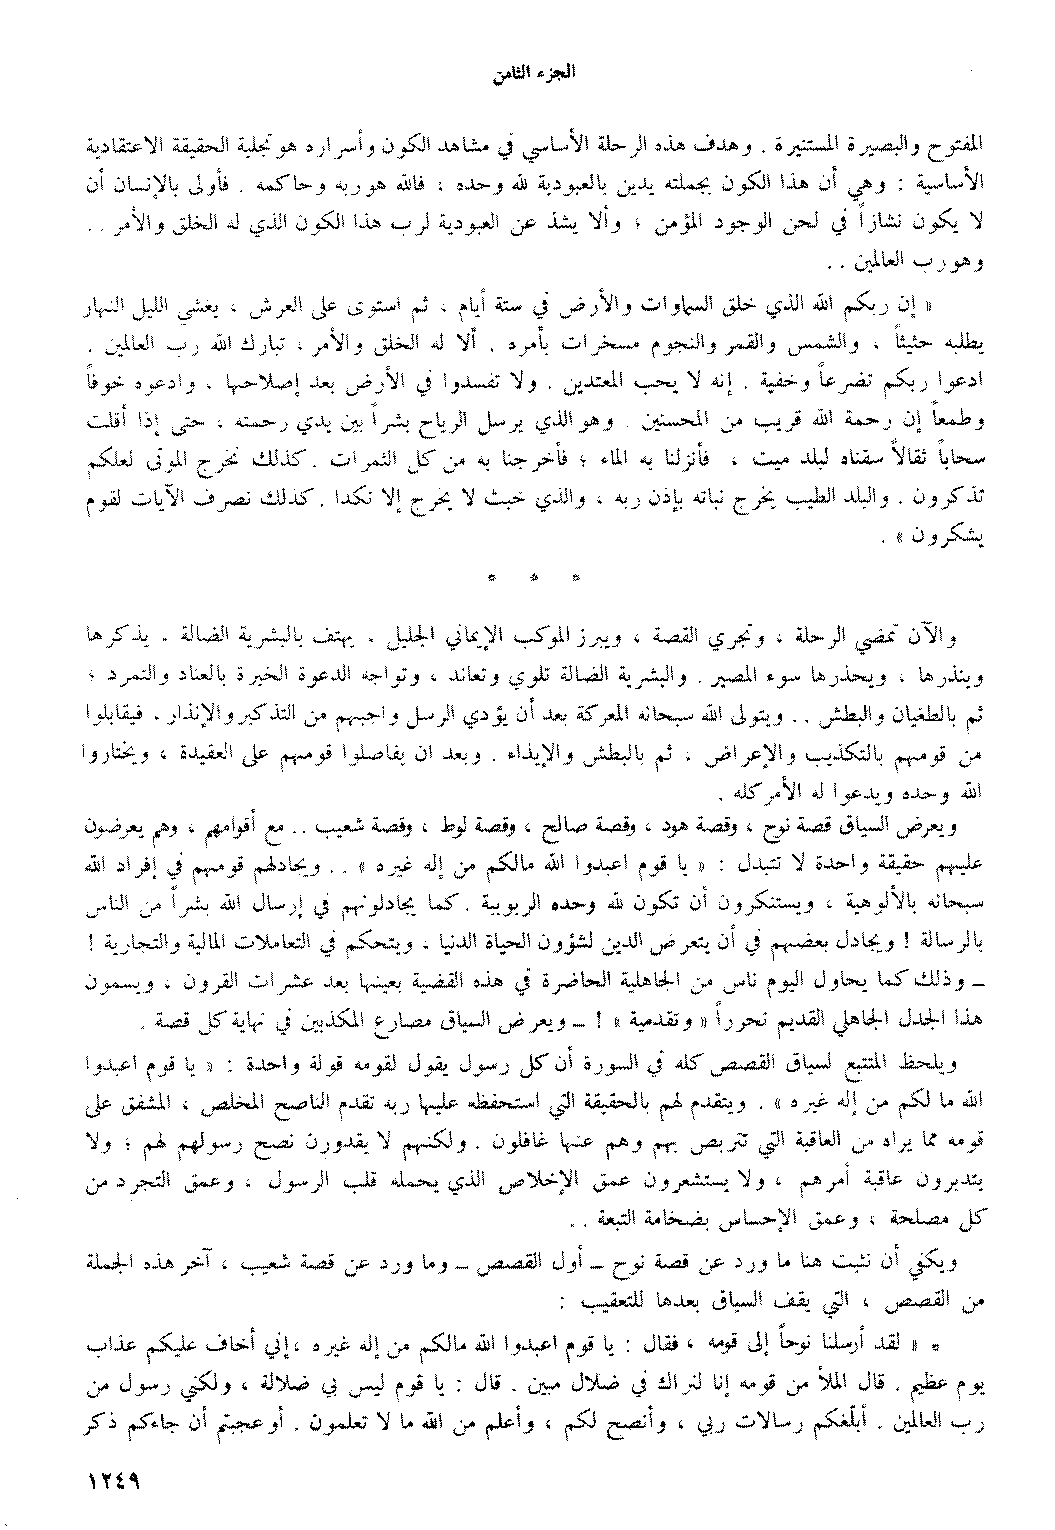 الجزء الثامن
المفتوح والبصيرة المستنيرة . وهدف هذه الرحلة الأساسي في مشاهد الكون وأسراره هو تجلية الحقيقة الاعتقادية
الأساسية : وهي أن هذا الكون بجملته يدين بالعبودية لله وحده ؛ فالله هو ربه وحاكمه . فأولى بالإنسان أن
لا يكون نشازاً في لحن الوجود المؤمن ؛ وألا يشذ عن العبودية لرب هذا الكون الذي له الخلق والأمر . .
وهو رب العالمين . .
« إن ربكم الله الذي خلق السماوات والأرض في ستة أيام ، ثم استوى على العرش ، يغشي الليل النهار
يطلبه حثيثاً ، والشمس والقمر والنجوم مسخرات بأمره . ألا له الخلق والأمر ، تبارك الله رب العالمين .
ادعوا ربكم تضرعاً وخفية . إنه لا يحب المعتدين . ولا تفسدوا في الأرض بعد إصلاحها ، وادعوه خوفاً
وطمعاً إن رحمة الله قريب من المحسنين . وهو الذي يرسل الرياح بشراً بين يدي رحمته ، حتى إذا أقلت
سحاباً ثقالاً سقناه لبلد ميت ، فأنزلنا به الماء ؛ فأخرجنا به من كل الثمرات . كذلك نخرج الموتى لعلكم
تذكرون . والبلد الطيب يخرج نباته بإذن ربه ، والذي خبث لا يخرج إلا نكدا . كذلك نصرف الآيات لقوم
يشكرون » .
* * *
والآن تمضي الرحلة ، وتجري القصة ، ويبرز الموكب الإيماني الجليل . يهتف بالبشرية الضالة . يذكرها
وينذرها ، ويحذرها سوء المصير . والبشرية الضالة تلوي وتعاند ، وتواجه الدعوة الخيرة بالعناد والتمرد ؛
ثم بالطغيان والبطش . . ويتولى الله سبحانه المعركة بعد أن يؤدي الرسل واجبهم من التذكير والإنذار ، فيقابلوا
من قومهم بالتكذيب والإعراض ، ثم بالبطش والإيذاء . وبعد ان يفاصلوا قومهم على العقيدة ، ويختاروا
الله وحده ويدعوا له الأمر كله .
ويعرض السياق قصة نوح ، وقصة هود ، وقصة صالح ، وقصة لوط ، وقصة شعيب . . مع أقوامهم ، وهم يعرضون
عليهم حقيقة واحدة لا تتبدل : « يا قوم اعبدوا الله مالكم من إله غيره » . . ويجادلهم قومهم في إفراد الله
سبحانه بالألوهية ، ويستنكرون أن تكون لله وحده الربوبية . كما يجادلونهم في إرسال الله بشراً من الناس
بالرسالة ! ويجادل بعضهم في أن يتعرض الدين لشؤون الحياة الدنيا ، ويتحكم في التعاملات المالية والتجارية !
ــ وذلك كما يحاول اليوم ناس من الجاهلية الحاضرة في هذه القضية بعينها بعد عشرات القرون ، ويسمون
هذا الجدل الجاهلي القديم تحرراً « وتقدمية » ! ــ ويعرض السياق مصارع المكذبين في نهاية كل قصة .
ويلحظ المتتبع لسياق القصص كله في السورة أن كل رسول يقول لقومه قولة واحدة : « يا قوم اعبدوا
الله ما لكم من إله غيره » . ويتقدم لهم بالحقيقة التي استحفظه عليها ربه تقدم الناصح المخلص ، المشفق على
قومه مما يراه من العاقبة التي تتربص بهم وهم عنها غافلون . ولكنهم لا يقدرون نصح رسولهم لهم ؛ ولا
يتدبرون عاقبة أمرهم ، ولا يستشعرون عمق الإخلاص الذي يحمله قلب الرسول ، وعمق التجرد من
كل مصلحة ، وعمق الإحساس بضخامة التبعة . .
ويكفي أن نثبت هنا ما ورد عن قصة نوح ــ أول القصص ــ وما ورد عن قصة شعيب ، آخر هذه الجملة
من القصص ، التي يقف السياق بعدها للتعقيب :
* « لقد أرسلنا نوحاً إلى قومه ، فقال : يا قوم اعبدوا الله مالكم من إله غيره ، إني أخاف عليكم عذاب
يوم عظيم . قال الملأ من قومه إنا لنراك في ضلال مبين . قال : يا قوم ليس بي ضلالة ، ولكني رسول من
رب العالمين . أبلّغكم رسالات ربي ، وأنصح لكم ، وأعلم من الله ما لا تعلمون . أو عجبتم أن جاءكم ذكر
١٢٤٩